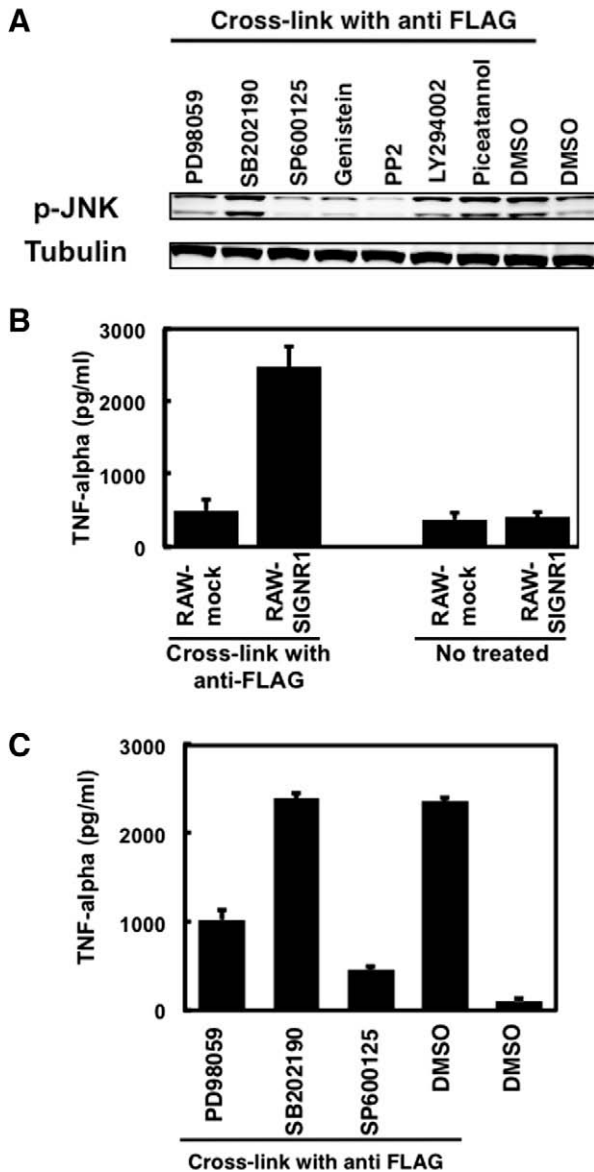 A
Cross-link with anti FLAG
PD98059
SB202190
SP600125
Genistein
PP2
LY294002
Piceatannol
DMSO
DMSO
p-JNK
Tubulin
B
TNF-alpha (pg/ml)
3000
2000
1000
0
RAW-
mock
RAW-
SIGNR1
RAW-
mock
RAW-
SIGNR1
Cross-link with
anti-FLAG
No treated
C
TNF-alpha (pg/ml)
3000
2000
1000
0
PD98059
SB202190
SP600125
DMSO
DMSO
Cross-link with anti FLAG